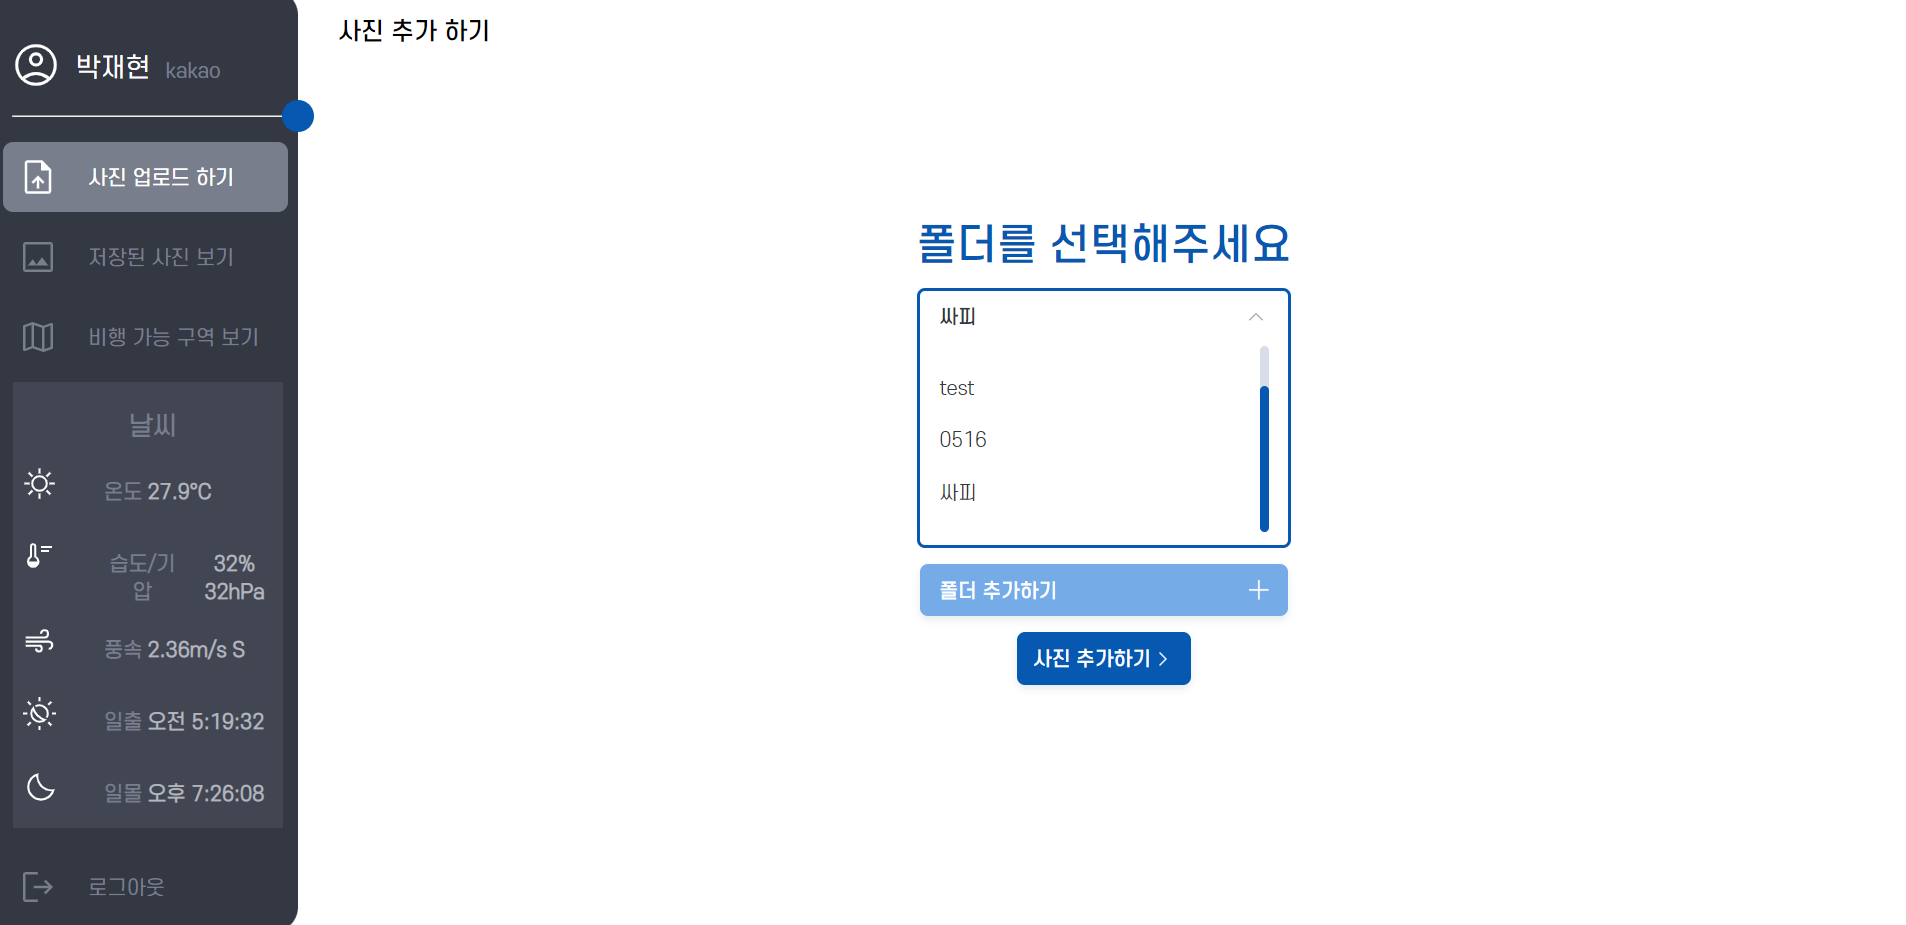 박재현 kakao
사진 업로드 하기
저장된 사진 보기
비행 가능 구역 보기
날씨
온도 27.9°C
습도/기압 32% 32hPa
풍속 2.36m/s S
일출 오전 5:19:32
일몰 오후 7:26:08
로그아웃
사진 추가 하기
폴더를 선택해주세요
싸피
test
0516
싸피
폴더 추가하기
사진 추가하기